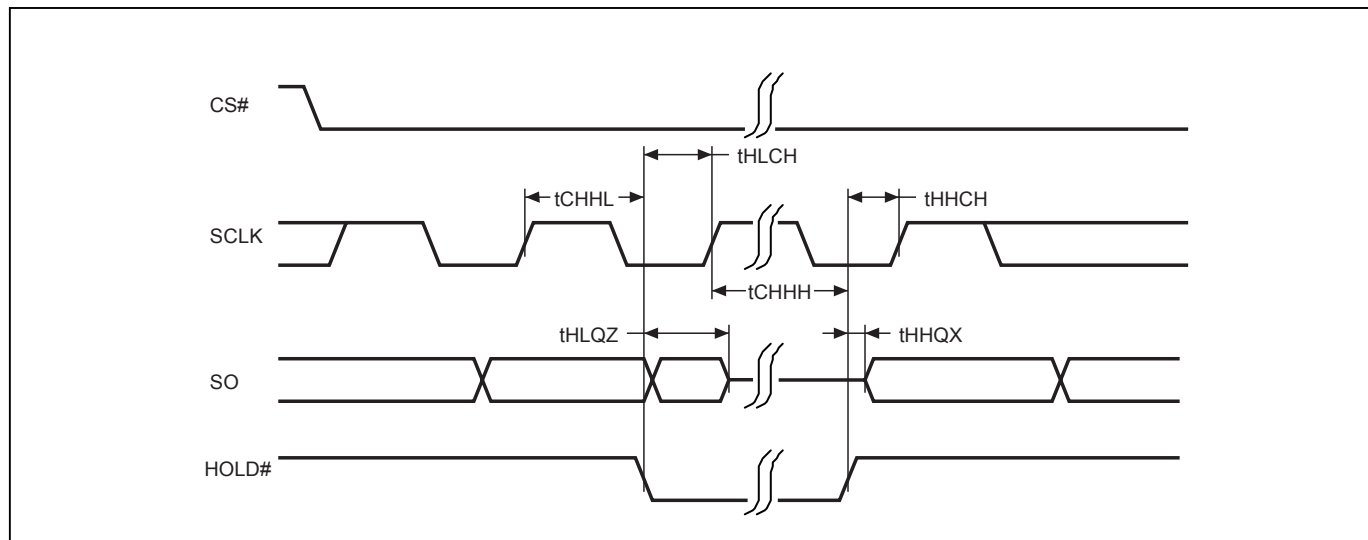 CS#
tHLCH
tCHHL
tHHCH
SCLK
tCHHH
tHLQZ
tHHQX
SO
HOLD#